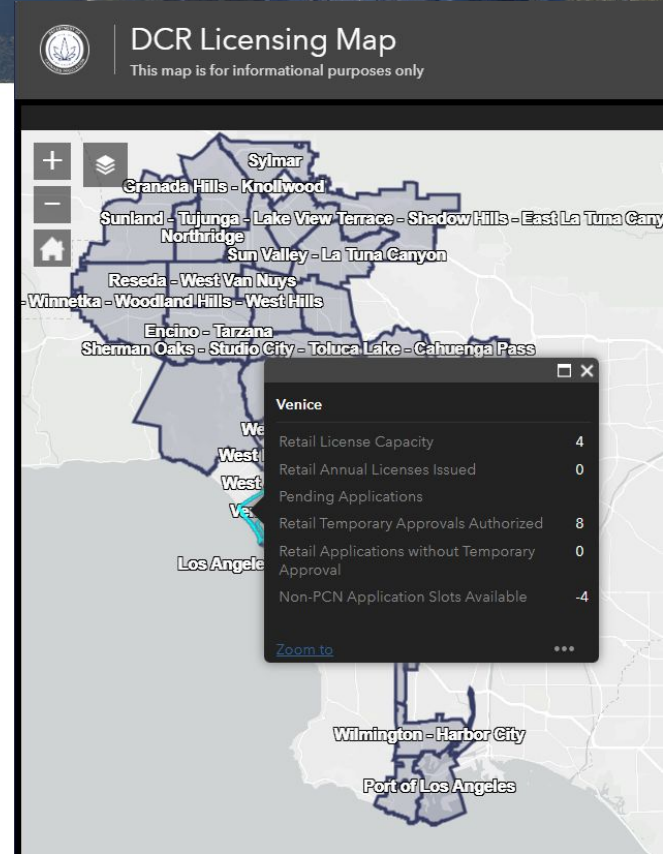 DCR Licensing Map
This map is for informational purposes only
+
−
Sylmar
Granada Hills - Knollwood
Sunland - Tujunga - Lake View Terrace - Shadow Hills - East La Tuna Cany
Northridge
Sun Valley - La Tuna Canyon
Reseda - West Van Nuys
- Winnetka - Woodland Hills - West Hills
Encino - Tarzana
Sherman Oaks - Studio City - Toluca Lake - Cahuenga Pass
We
West
West
Ve
Los Angele
Venice
Retail License Capacity 4
Retail Annual Licenses Issued 0
Pending Applications
Retail Temporary Approvals Authorized 8
Retail Applications without Temporary 0
Approval
Non-PCN Application Slots Available -4
Zoom to
Wilmington - Harbor City
Port of Los Angeles